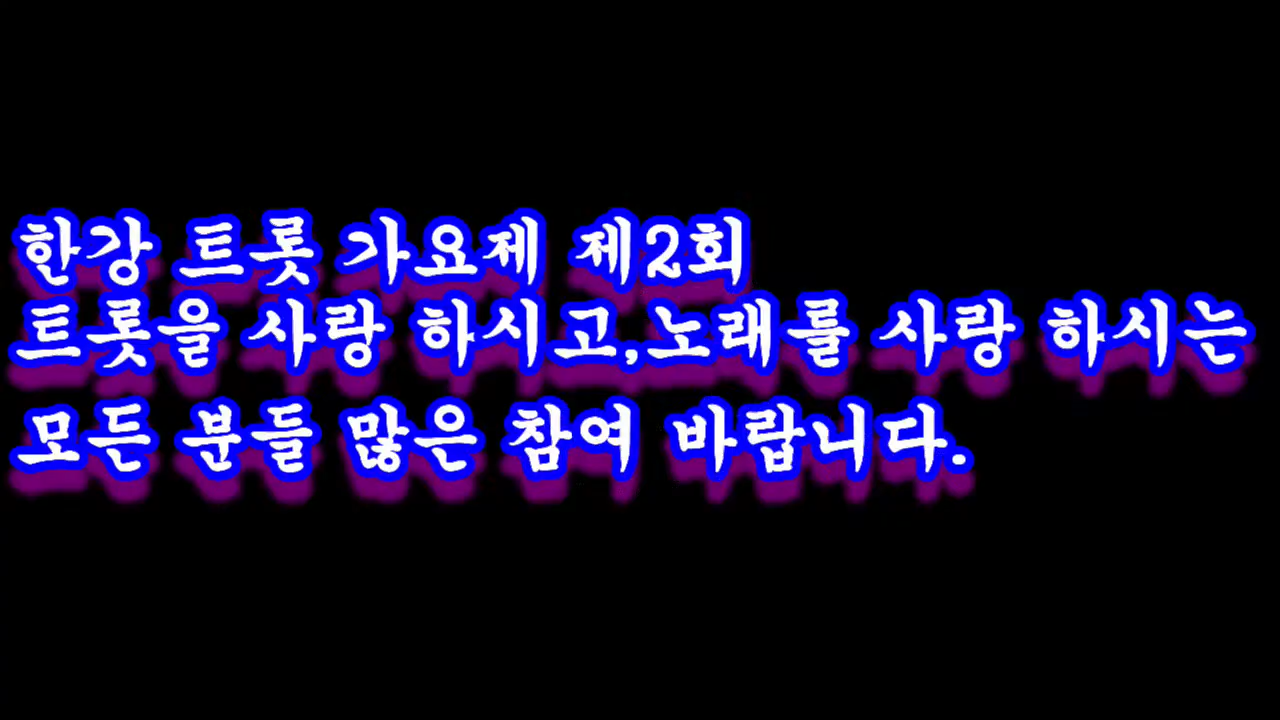 한강 트롯 가요제 제2회
트롯을 사랑 하시고,노래를 사랑 하시는
모든 분들 많은 참여 바랍니다.